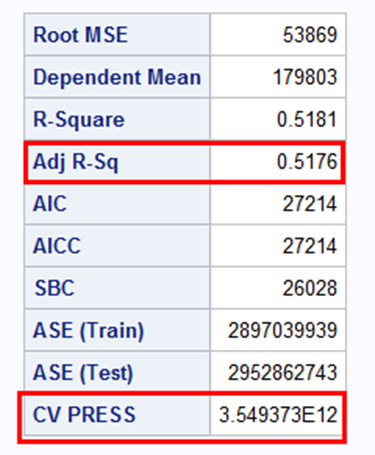 Root MSE 53869
Dependent Mean 179803
R-Square 0.5181
Adj R-Sq 0.5176
AIC 27214
AICC 27214
SBC 26028
ASE (Train) 2897039939
ASE (Test) 2952862743
CV PRESS 3.549373E12